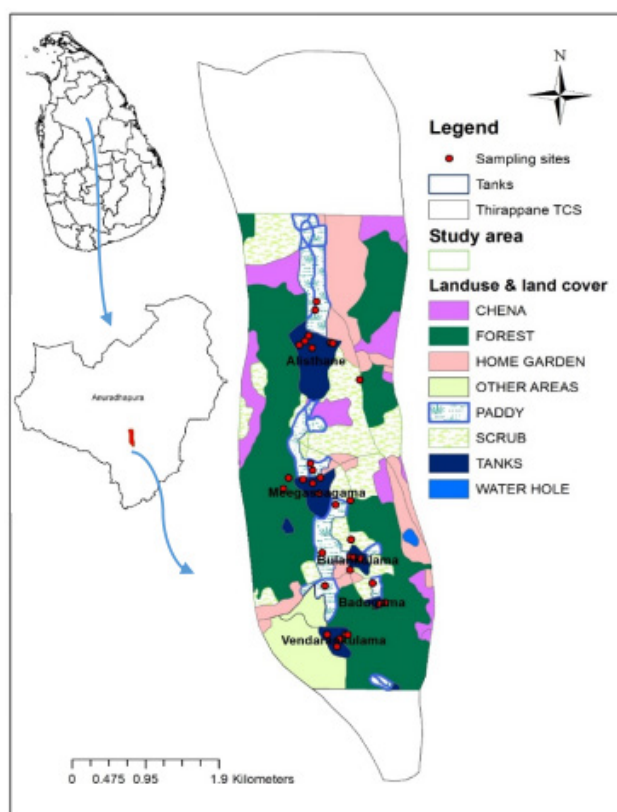 N
Legend
Sampling sites
Tanks
Thirappane TCS
Study area
Landuse & land cover
CHENA
FOREST
HOME GARDEN
OTHER AREAS
PADDY
SCRUB
TANKS
WATER HOLE
Anuradhapura
Alisthane
Badugama
0 0.475 0.95 1.9 Kilometers